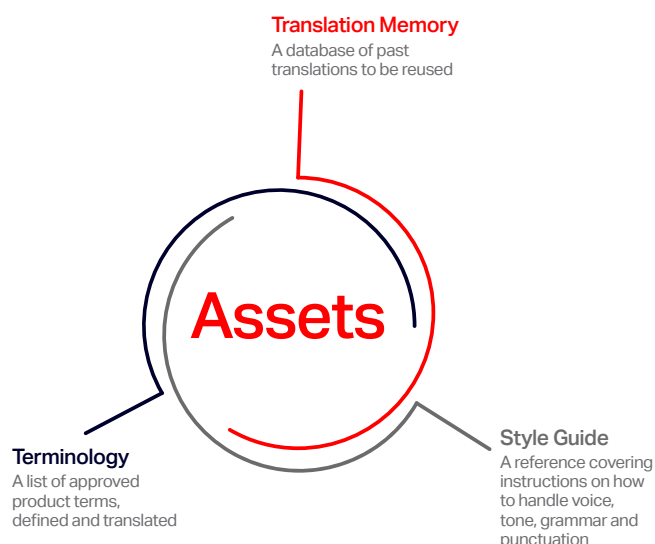 Translation Memory
A database of past
translations to be reused
Assets
Terminology
A list of approved
product terms,
defined and translated
Style Guide
A reference covering
instructions on how
to handle voice,
tone, grammar and
punctuation